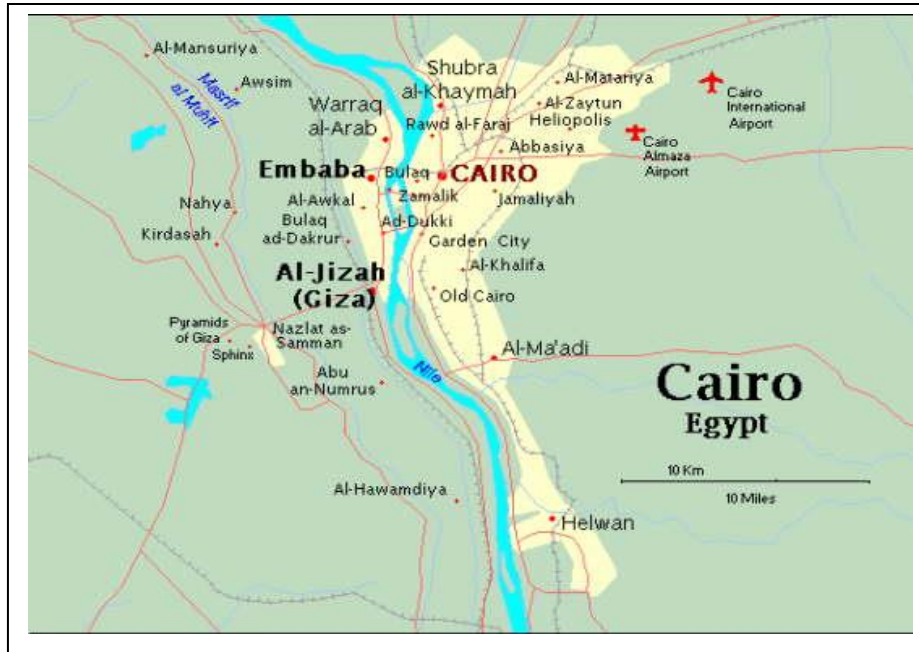 Al-Mansuriya
Masrif
al Muhit
Awsim
Shubra
al-Khaymah
Al-Matariya
Cairo
International
Airport
Warraq
al-Arab
Rawd al-Faraj
Al-Zaytun
Heliopolis
Abbasiya
Cairo
Almaza
Airport
Embaba
Bulaq
CAIRO
Zamalik
Jamaliyah
Al-Awkal
Nahya
Bulaq
ad-Dakrur
Ad-Dukki
Kirdasah
Garden City
Al-Khalifa
Al-Jizah
(Giza)
Old Cairo
Pyramids
of Giza
Sphinx
Nazlat as-
Samman
Al-Ma'adi
Abu
an-Numrus
Nile
Cairo
Egypt
10 Km
10 Miles
Al-Hawamdiya
Helwan